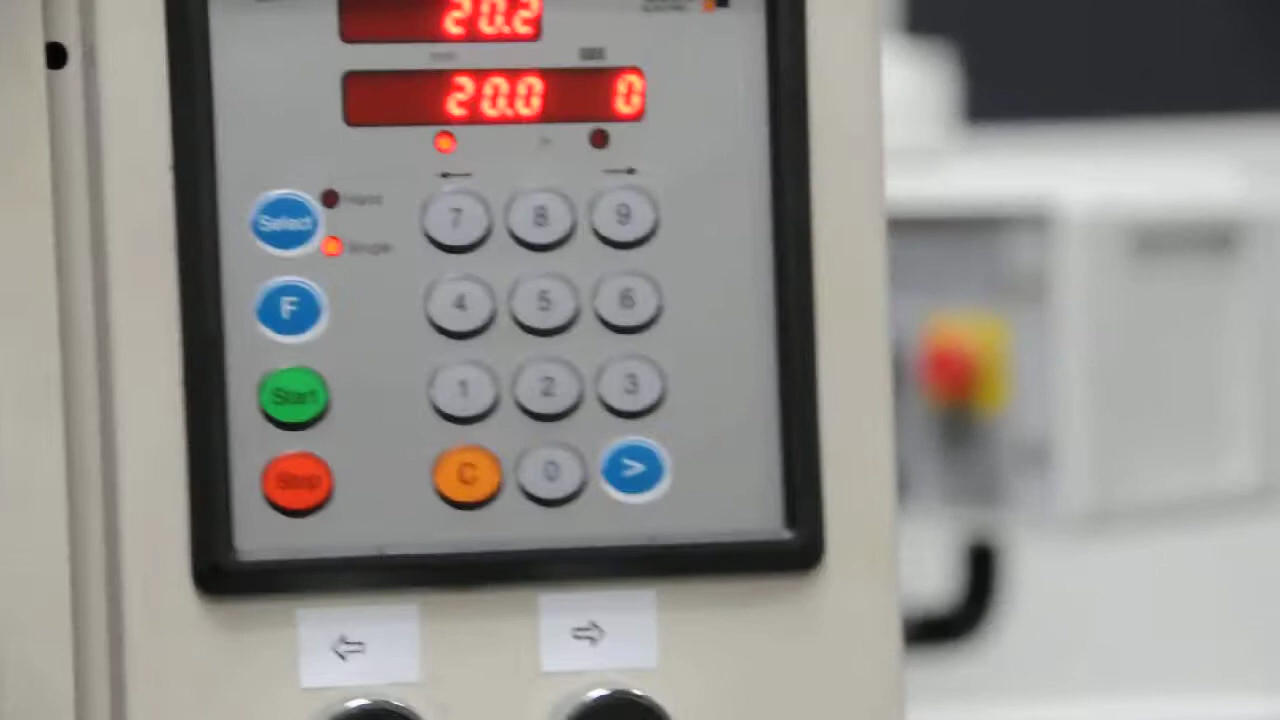 20.2
20.0 0
Select
Single
7 8 9
F
4 5 6
Start
1 2 3
Stop
C 0 >